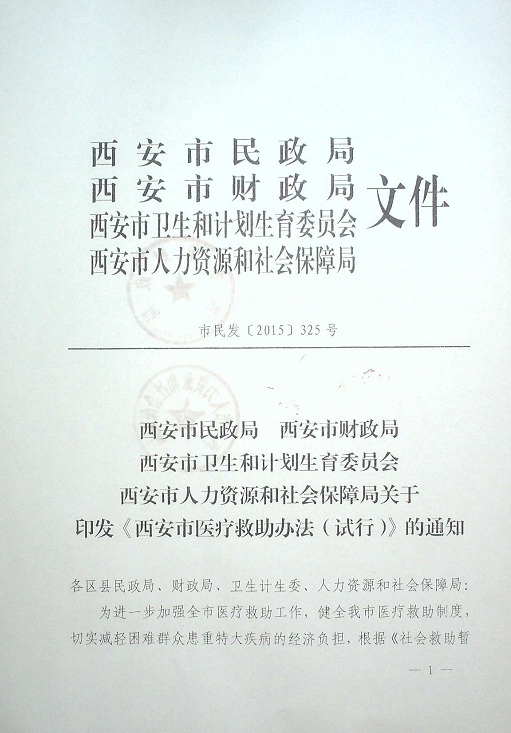 西安市民政局
西安市财政局
西安市卫生和计划生育委员会
西安市人力资源和社会保障局
文件
市民发〔2015〕325号
西安市民政局 西安市财政局
西安市卫生和计划生育委员会
西安市人力资源和社会保障局关于
印发《西安市医疗救助办法(试行)》的通知
各区县民政局、财政局、卫生计生委、人力资源和社会保障局:
为进一步加强全市医疗救助工作,健全我市医疗救助制度,
切实减轻困难群众患重特大疾病的经济负担,根据《社会救助暂
— 1 —